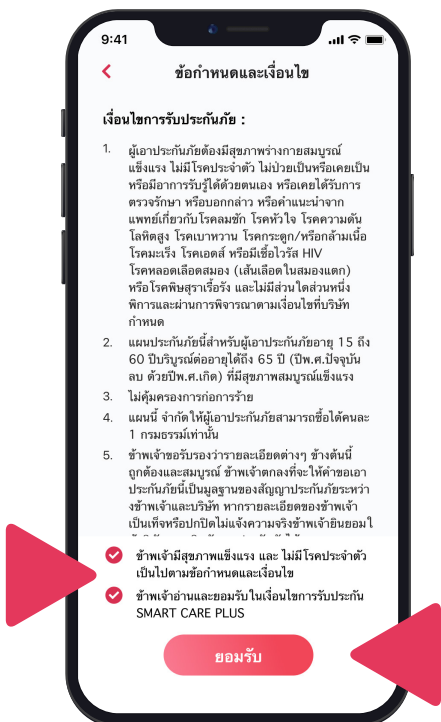 9:41
ข้อกำหนดและเงื่อนไข
เงื่อนไขการรับประกันภัย :
1. ผู้เอาประกันภัยต้องมีสุขภาพร่างกายสมบูรณ์
แข็งแรง ไม่มีโรคประจำตัว ไม่ป่วยเป็นหรือเคยเป็น
หรือมีอาการรับรู้ได้ด้วยตนเอง หรือเคยได้รับการ
ตรวจรักษา หรือบอกกล่าว หรือคำแนะนำจาก
แพทย์เกี่ยวกับโรคลมชัก โรคหัวใจ โรคความดัน
โลหิตสูง โรคเบาหวาน โรคกระดูก/หรือกล้ามเนื้อ
โรคมะเร็ง โรคเอดส์ หรือมีเชื้อไวรัส HIV
โรคหลอดเลือดสมอง (เส้นเลือดในสมองแตก)
หรือโรคพิษสุราเรื้อรัง และไม่มีส่วนใดส่วนหนึ่ง
พิการและผ่านการพิจารณาตามเงื่อนไขที่บริษัท
กำหนด
2. แผนประกันภัยนี้สำหรับผู้เอาประกันภัยอายุ 15 ถึง
60 ปีบริบูรณ์ต่ออายุได้ถึง 65 ปี (ปีพ.ศ.ปัจจุบัน
ลบ ด้วยปีพ.ศ.เกิด) ที่มีสุขภาพสมบูรณ์แข็งแรง
3. ไม่คุ้มครองการก่อการร้าย
4. แผนนี้ จำกัดให้ผู้เอาประกันภัยสามารถซื้อได้คนละ
1 กรมธรรม์เท่านั้น
5. ข้าพเจ้าขอรับรองว่ารายละเอียดต่างๆ ข้างต้นนี้
ถูกต้องและสมบูรณ์ ข้าพเจ้าตกลงที่จะให้คำขอเอา
ประกันภัยนี้เป็นมูลฐานของสัญญาประกันภัยระหว่า
งข้าพเจ้าและบริษัท หากรายละเอียดของข้าพเจ้า
เป็นเท็จหรือปกปิดไม่แจ้งความจริงข้าพเจ้ายินยอมใ
ข้าพเจ้ามีสุขภาพแข็งแรง และ ไม่มีโรคประจำตัว
เป็นไปตามข้อกำหนดและเงื่อนไข
ข้าพเจ้าอ่านและยอมรับในเงื่อนไขการรับประกัน
SMART CARE PLUS
ยอมรับ